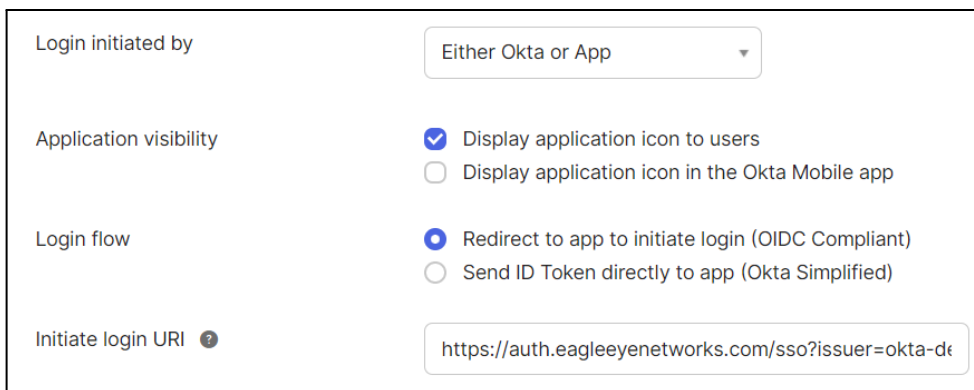 Login initiated by
Either Okta or App
Application visibility
Display application icon to users
Display application icon in the Okta Mobile app
Login flow
Redirect to app to initiate login (OIDC Compliant)
Send ID Token directly to app (Okta Simplified)
Initiate login URI ?
https://auth.eagleeyenetworks.com/sso?issuer=okta-de